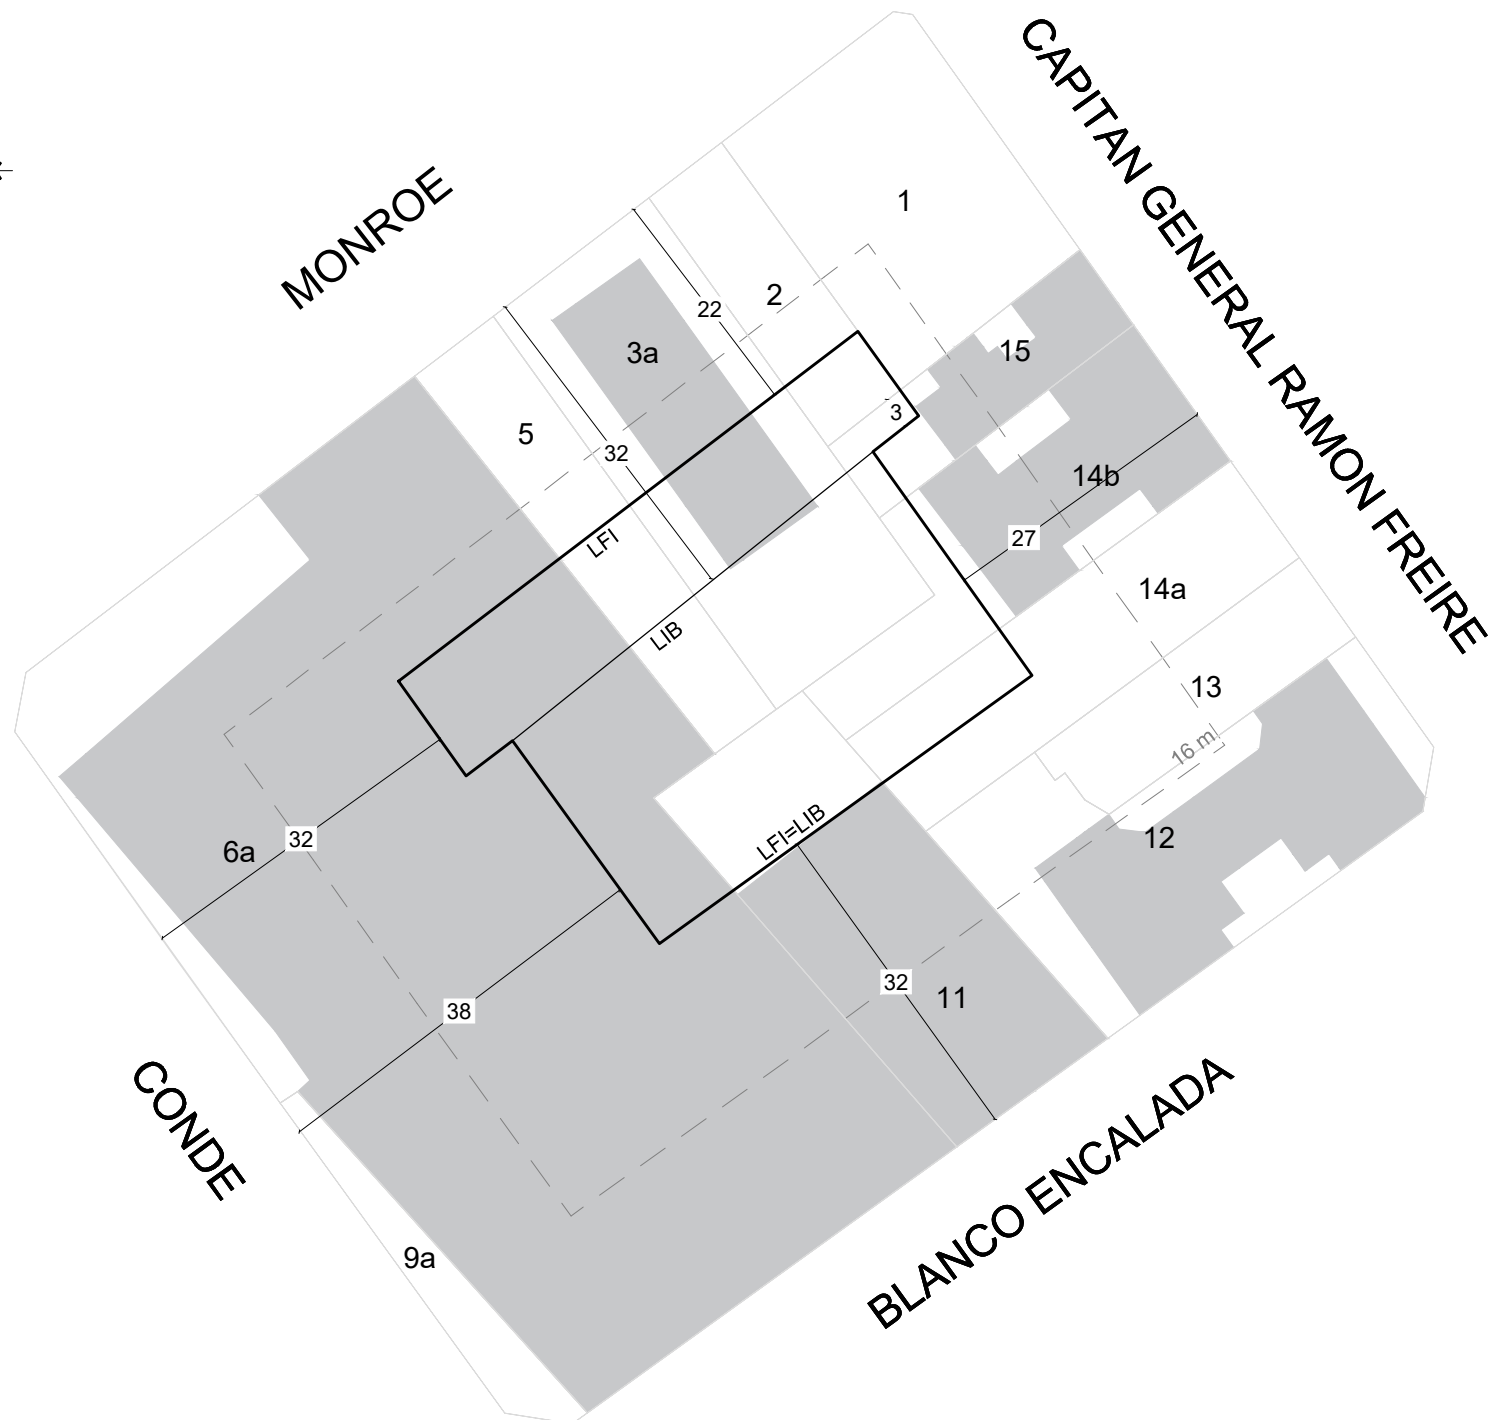 CAPITAN GENERAL RAMON FREIRE
MONROE
1
2
22
3a
15
3
5
32
14b
LFI
27
14a
LIB
13
16 m
LFI=LIB
12
32
6a
32
11
38
CONDE
BLANCO ENCALADA
9a